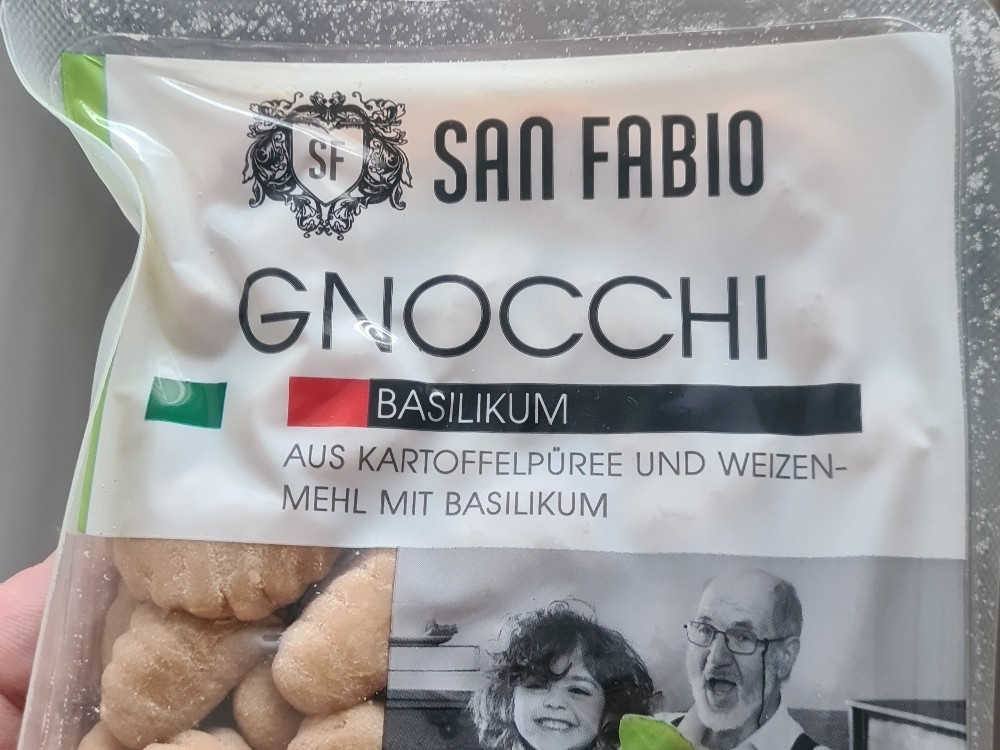 SF
SAN FABIO
GNOCCHI
BASILIKUM
AUS KARTOFFELPÜREE UND WEIZEN-
MEHL MIT BASILIKUM